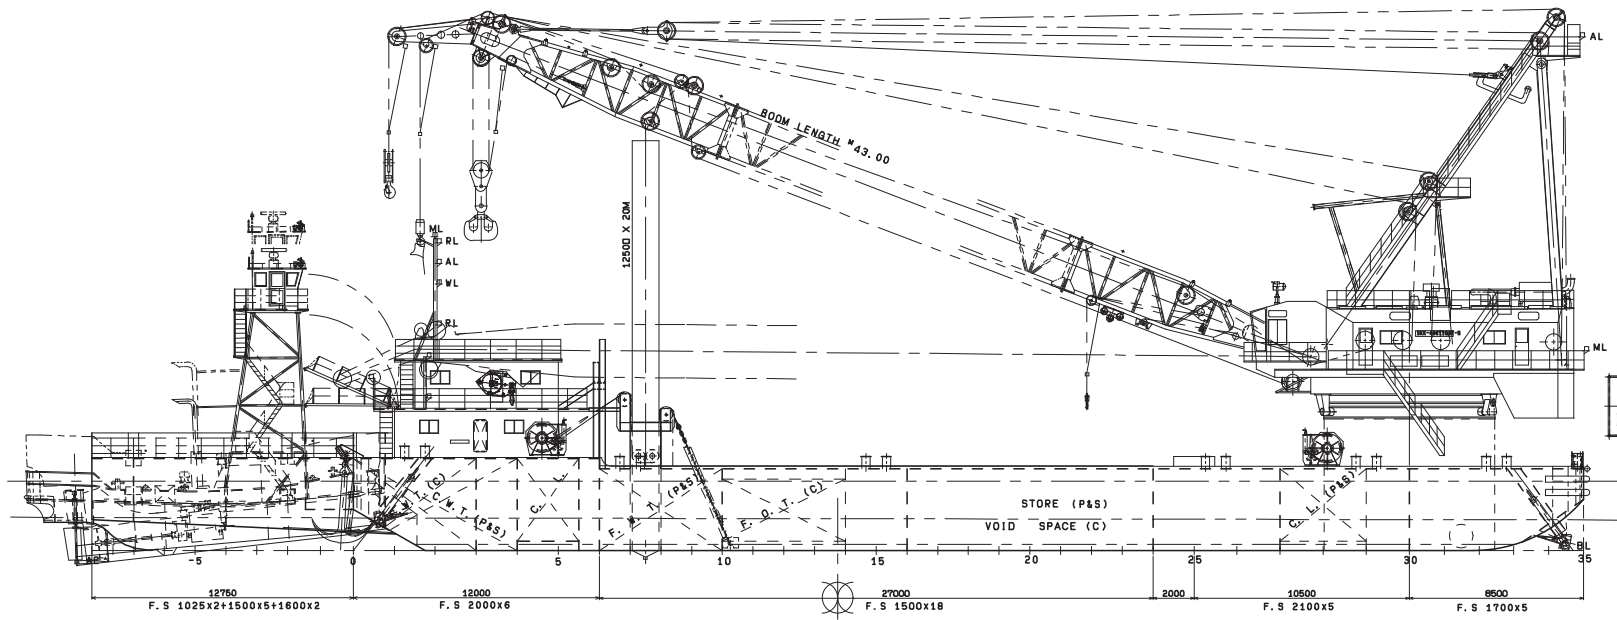 AL
BOOM LENGTH *43.00
1250D X 20M
ML
RL
AL
WL
RL
ML
W. T. (C)
C/W. T. (P&S)
C. L.
F. W. T. (P&S)
F. O. T. (C)
STORE (P&S)
VOID SPACE (C)
C. L. (P&S)
BL
-5 0 5 10 15 20 25 30 35
12750 12000 27000 2000 10500 8500
F.S 1025X2+1500X5+1600X2 F.S 2000X6 F.S 1500X18 F.S 2100X5 F.S 1700X5